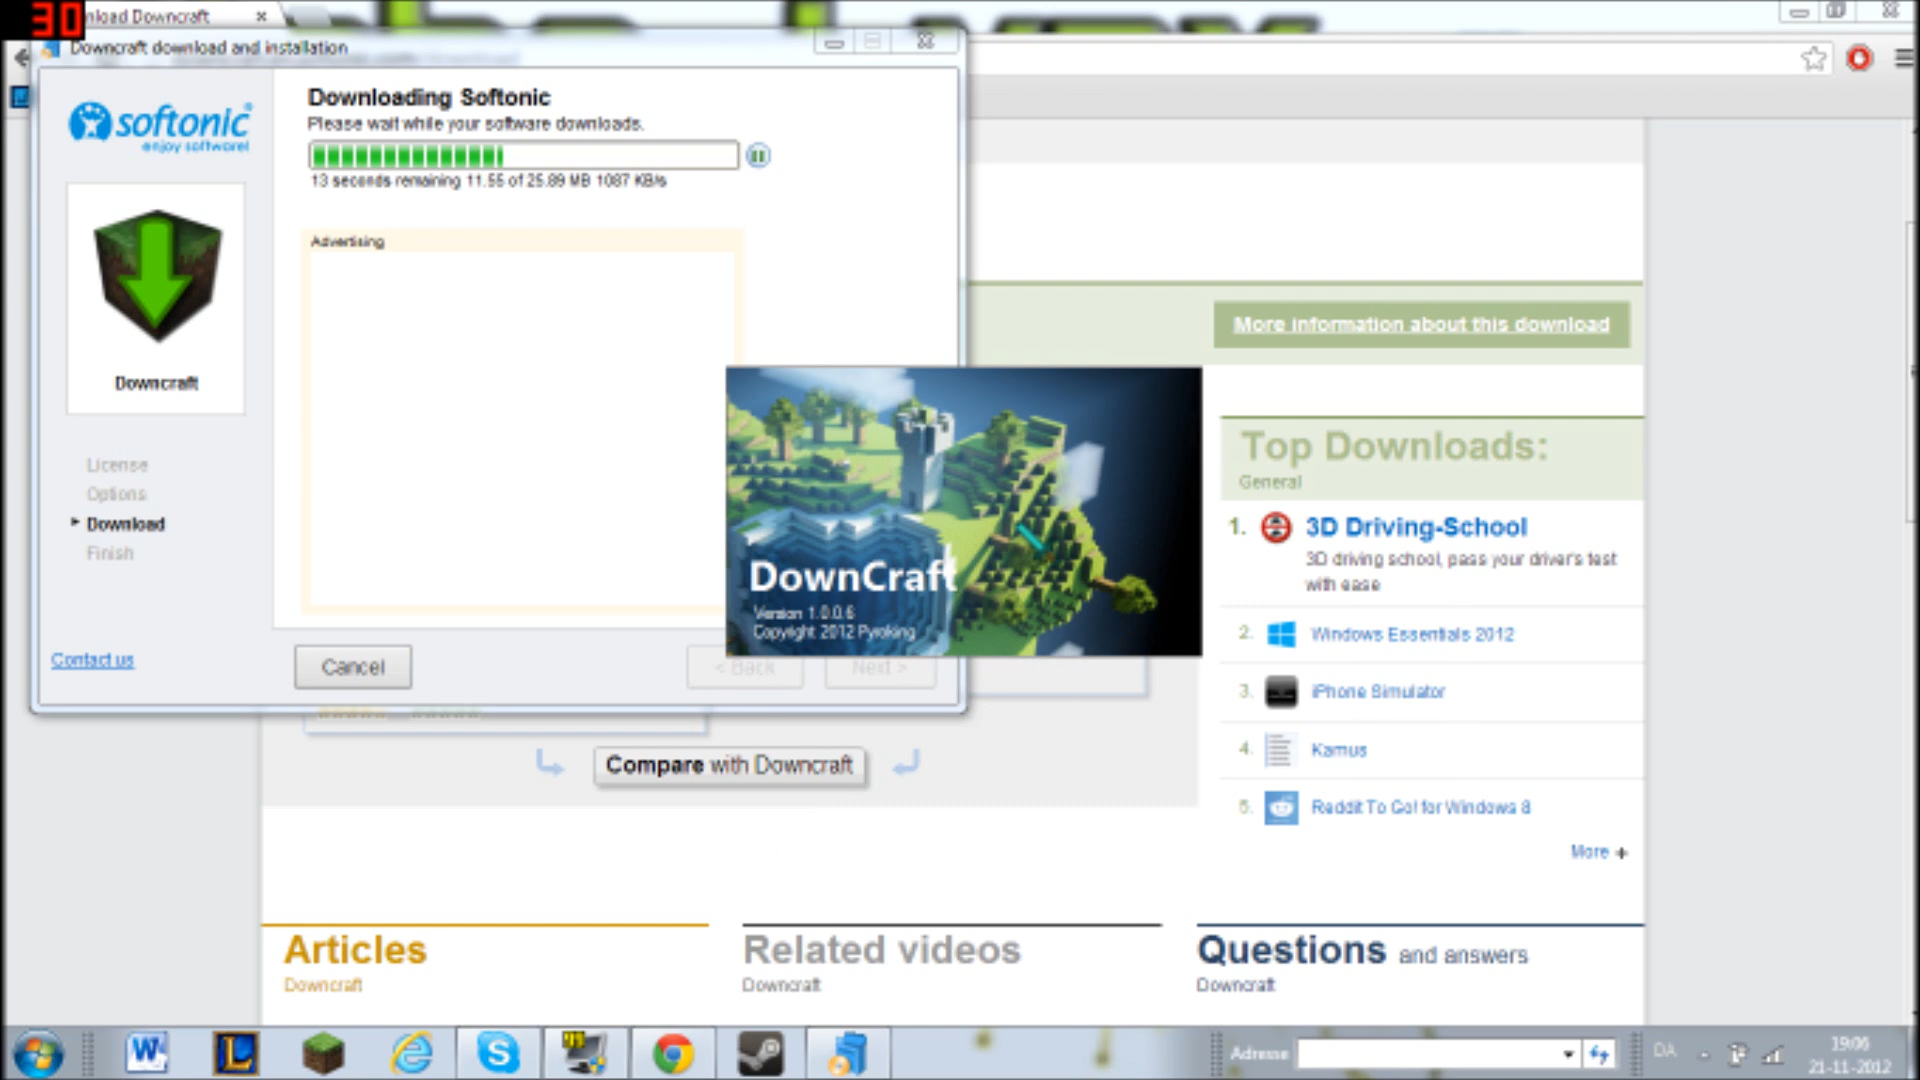 30
nload Downcraft
Downcraft download and installation
softonic
enjoy software!
Downloading Softonic
Please wait while your software downloads.
13 seconds remaining 11.55 of 25.89 MB 1087 KB/s
Advertising
Downcraft
License
Options
Download
Finish
Contact us
Cancel
< Back
Next >
DownCraft
Version 1.0.0.6
Copyright 2012 Pyroking
More information about this download
Top Downloads:
General
1. 3D Driving-School
3D driving school, pass your driver's test
with ease
2. Windows Essentials 2012
3. iPhone Simulator
4. Kamus
5. Reddit To Go! for Windows 8
More +
Compare with Downcraft
Articles
Downcraft
Related videos
Downcraft
Questions and answers
Downcraft
Adresse
DA
19:06
21-11-2012